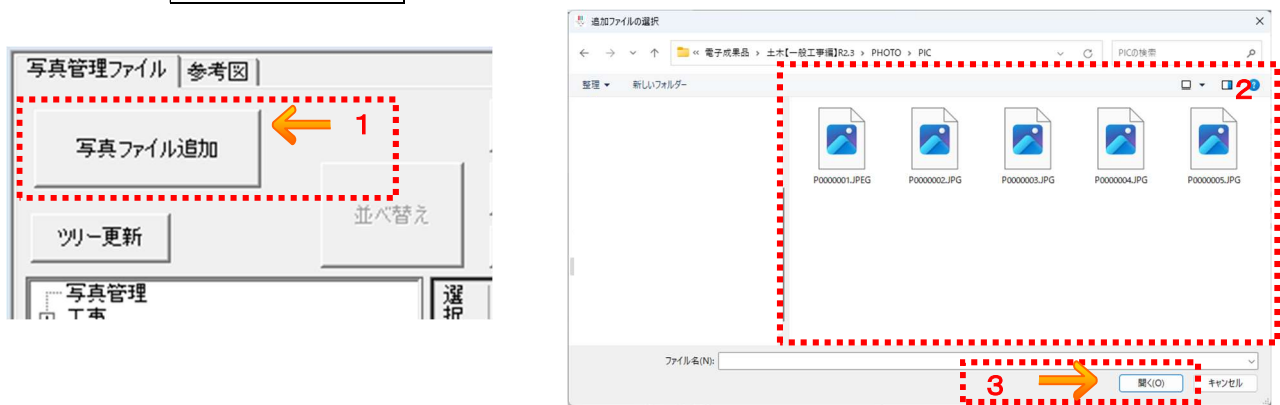 写真管理ファイル 参考図
写真ファイル追加
1
並べ替え
ツリー更新
写真管理
工事
選択
追加ファイルの選択
« 電子成果品 › 土木【一般工事編】R2.3 › PHOTO › PIC
PICの検索
整理 新しいフォルダー
2
P0000001.JPEG
P0000002.JPG
P0000003.JPG
P0000004.JPG
P0000005.JPG
ファイル名(N):
3
開く(O) キャンセル